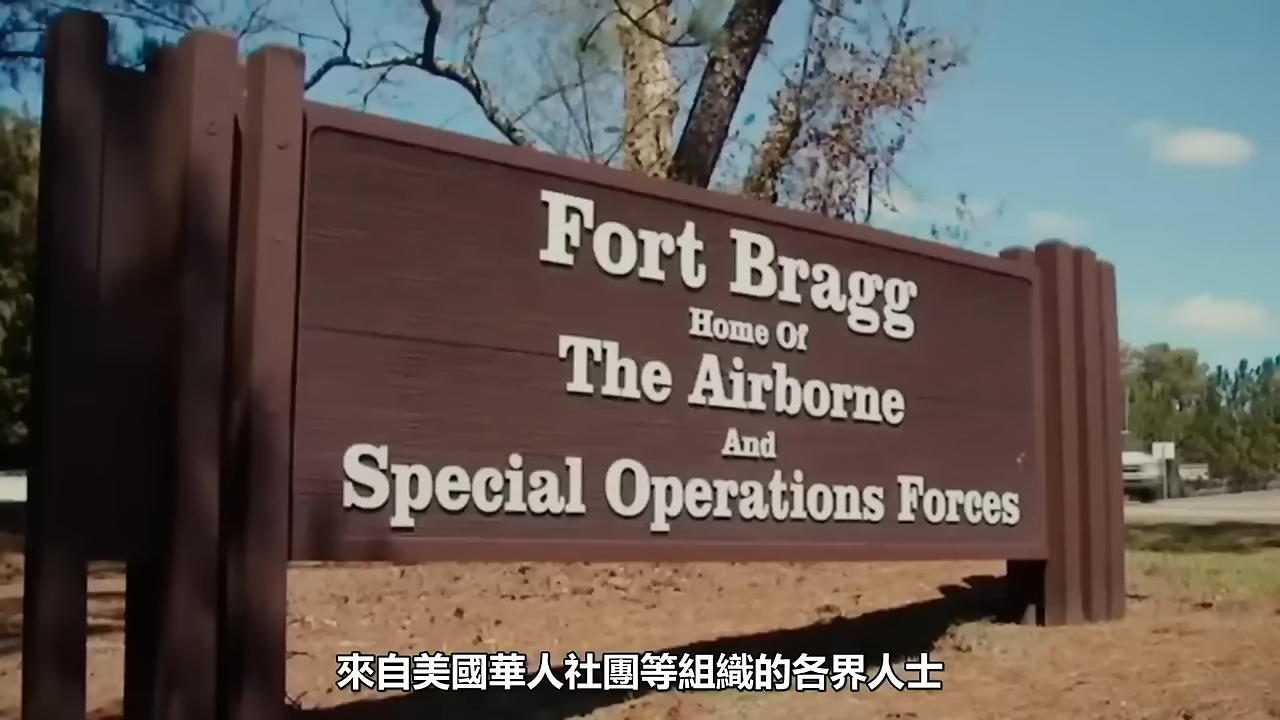 Fort Bragg
Home Of
The Airborne
And
Special Operations Forces
來自美國華人社團等組織的各界人士